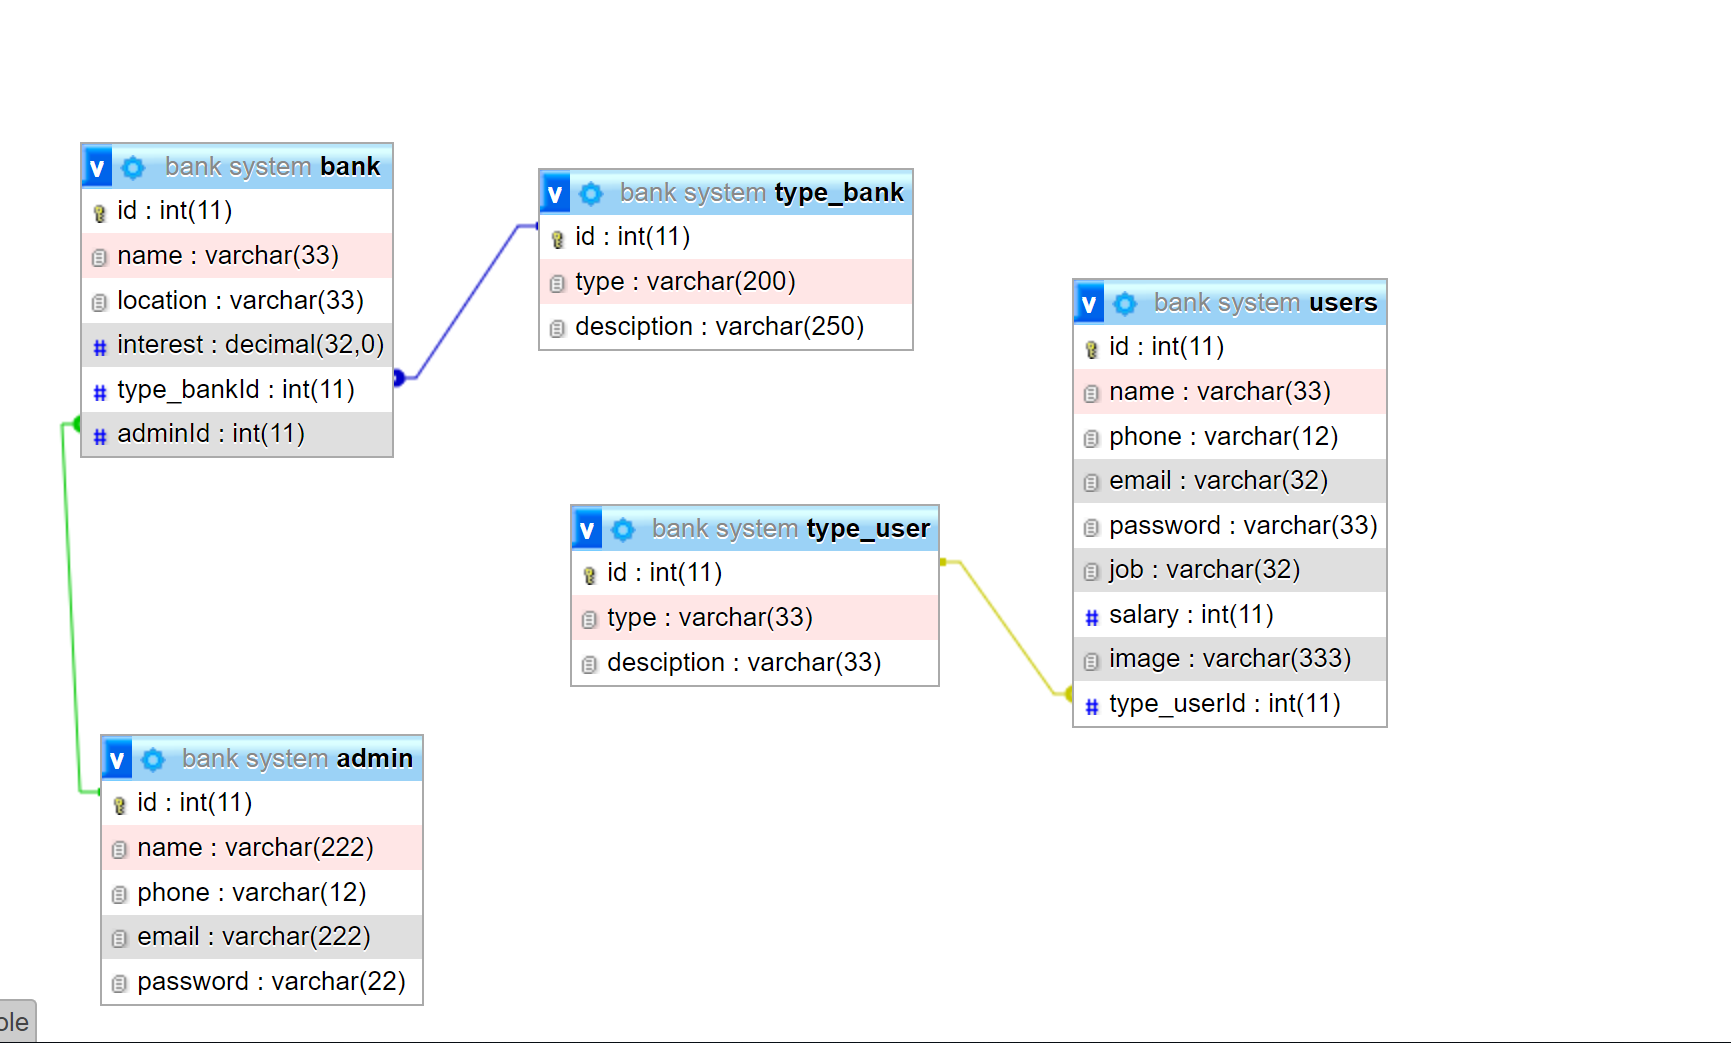 v bank system bank
id : int(11)
name : varchar(33)
location : varchar(33)
# interest : decimal(32,0)
# type_bankId : int(11)
# adminId : int(11)
v bank system type_bank
id : int(11)
type : varchar(200)
desciption : varchar(250)
v bank system users
id : int(11)
name : varchar(33)
phone : varchar(12)
email : varchar(32)
password : varchar(33)
job : varchar(32)
# salary : int(11)
image : varchar(333)
# type_userId : int(11)
v bank system type_user
id : int(11)
type : varchar(33)
desciption : varchar(33)
v bank system admin
id : int(11)
name : varchar(222)
phone : varchar(12)
email : varchar(222)
password : varchar(22)
ole